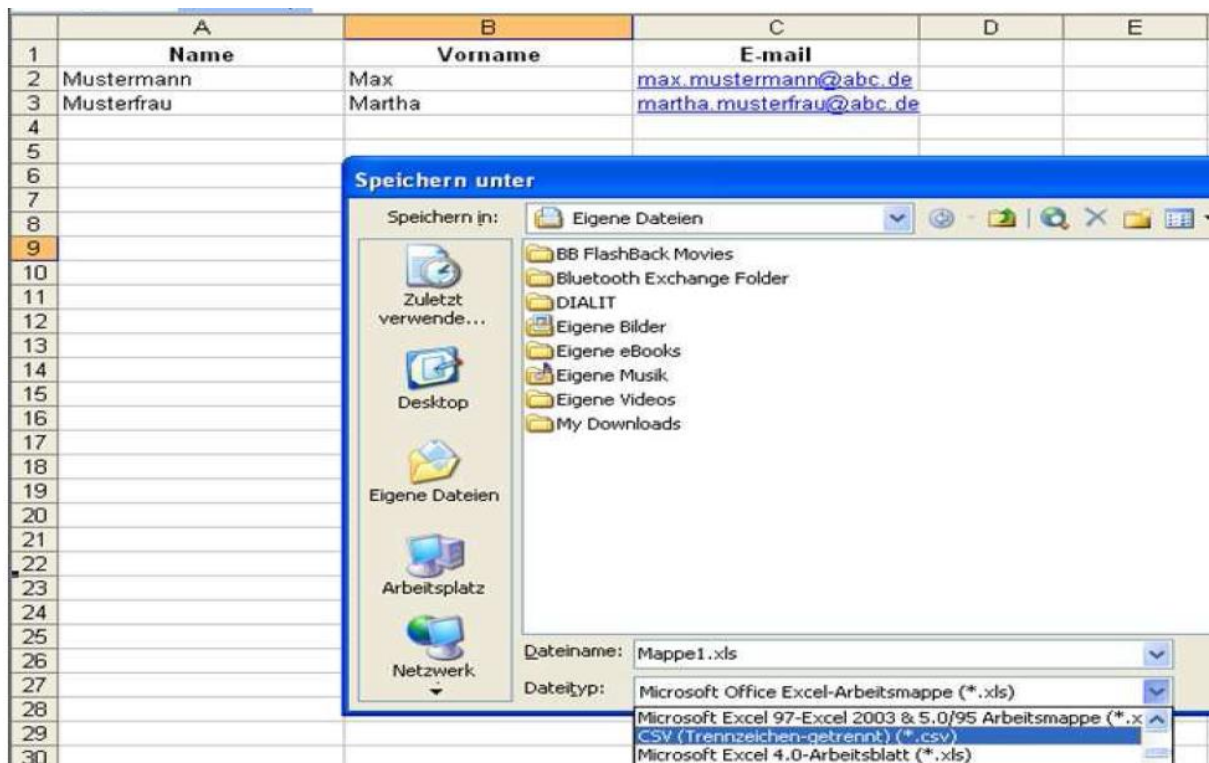 A B C D E
1 Name Vorname E-mail
2 Mustermann Max max.mustermann@abc.de
3 Musterfrau Martha martha.musterfrau@abc.de
4
5
6
7
8
9
10
11
12
13
14
15
16
17
18
19
20
21
22
23
24
25
26
27
28
29
30
Speichern unter
Speichern in: Eigene Dateien
Zuletzt
verwende...
Desktop
Eigene Dateien
Arbeitsplatz
Netzwerk
BB FlashBack Movies
Bluetooth Exchange Folder
DIALIT
Eigene Bilder
Eigene eBooks
Eigene Musik
Eigene Videos
My Downloads
Dateiname: Mappe1.xls
Dateityp: Microsoft Office Excel-Arbeitsmappe (*.xls)
Microsoft Excel 97-Excel 2003 & 5.0/95 Arbeitsmappe (*.x
CSV (Trennzeichen-getrennt) (*.csv)
Microsoft Excel 4.0-Arbeitsblatt (*.xls)